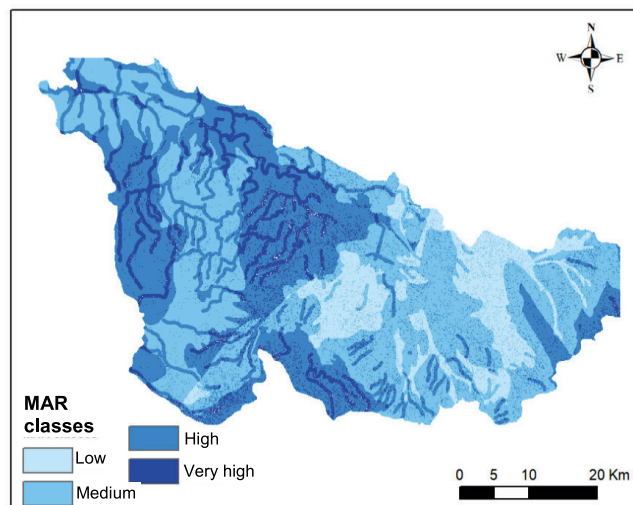 N
W E
S
MAR
classes
Low
Medium
High
Very high
0 5 10 20 KM